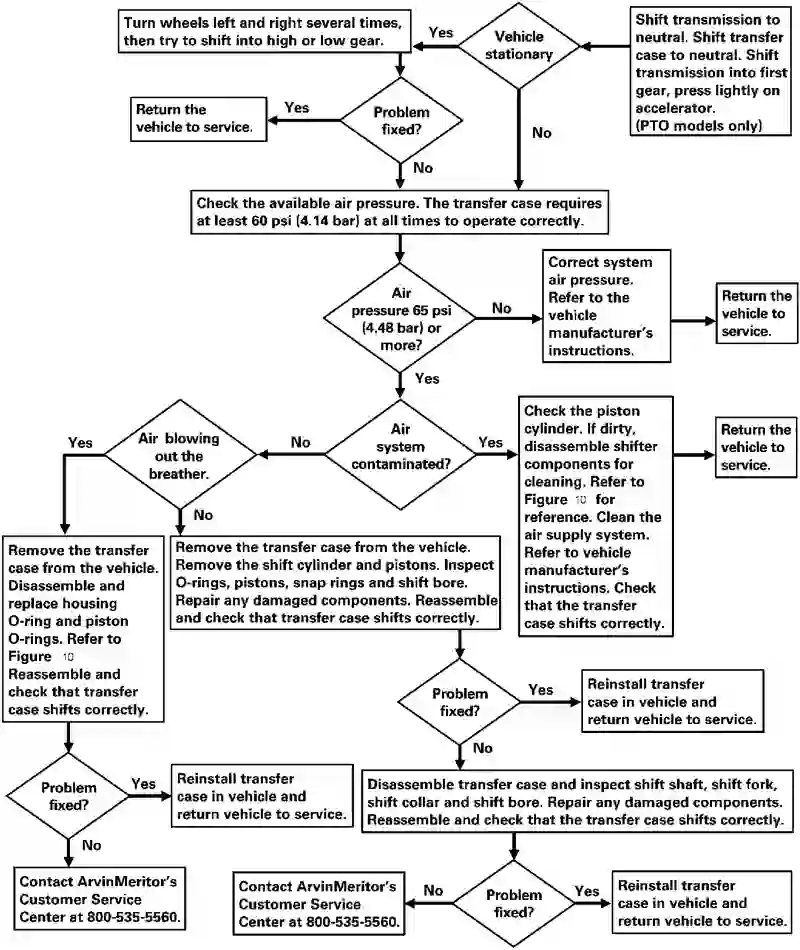 Turn wheels left and right several times,
then try to shift into high or low gear.
Yes
Vehicle
stationary
Shift transmission to
neutral. Shift transfer
case to neutral. Shift
transmission into first
gear, press lightly on
accelerator.
(PTO models only)
Return the
vehicle to service.
Yes
Problem
fixed?
No
No
Check the available air pressure. The transfer case requires
at least 60 psi (4.14 bar) at all times to operate correctly.
Air
pressure 65 psi
(4.48 bar) or
more?
No
Correct system
air pressure.
Refer to the
vehicle
manufacturer's
instructions.
Return the
vehicle to
service.
Yes
Yes
Air blowing
out the
breather.
No
Air
system
contaminated?
Yes
Check the piston
cylinder. If dirty,
disassemble shifter
components for
cleaning. Refer to
Figure 10 for
reference. Clean the
air supply system.
Refer to vehicle
manufacturer's
instructions. Check
that the transfer
case shifts correctly.
Return the
vehicle to
service.
No
Remove the transfer
case from the vehicle.
Disassemble and
replace housing
O-ring and piston
O-rings. Refer to
Figure 10
Reassemble and
check that transfer
case shifts correctly.
Remove the transfer case from the vehicle.
Remove the shift cylinder and pistons. Inspect
O-rings, pistons, snap rings and shift bore.
Repair any damaged components. Reassemble
and check that transfer case shifts correctly.
Problem
fixed?
Yes
Reinstall transfer
case in vehicle and
return vehicle to service.
No
Problem
fixed?
Yes
Reinstall transfer
case in vehicle and
return vehicle to service.
Disassemble transfer case and inspect shift shaft, shift fork,
shift collar and shift bore. Repair any damaged components.
Reassemble and check that the transfer case shifts correctly.
No
Contact ArvinMeritor's
Customer Service
Center at 800-535-5560.
Contact ArvinMeritor's
Customer Service
Center at 800-535-5560.
No
Problem
fixed?
Yes
Reinstall transfer
case in vehicle and
return vehicle to service.